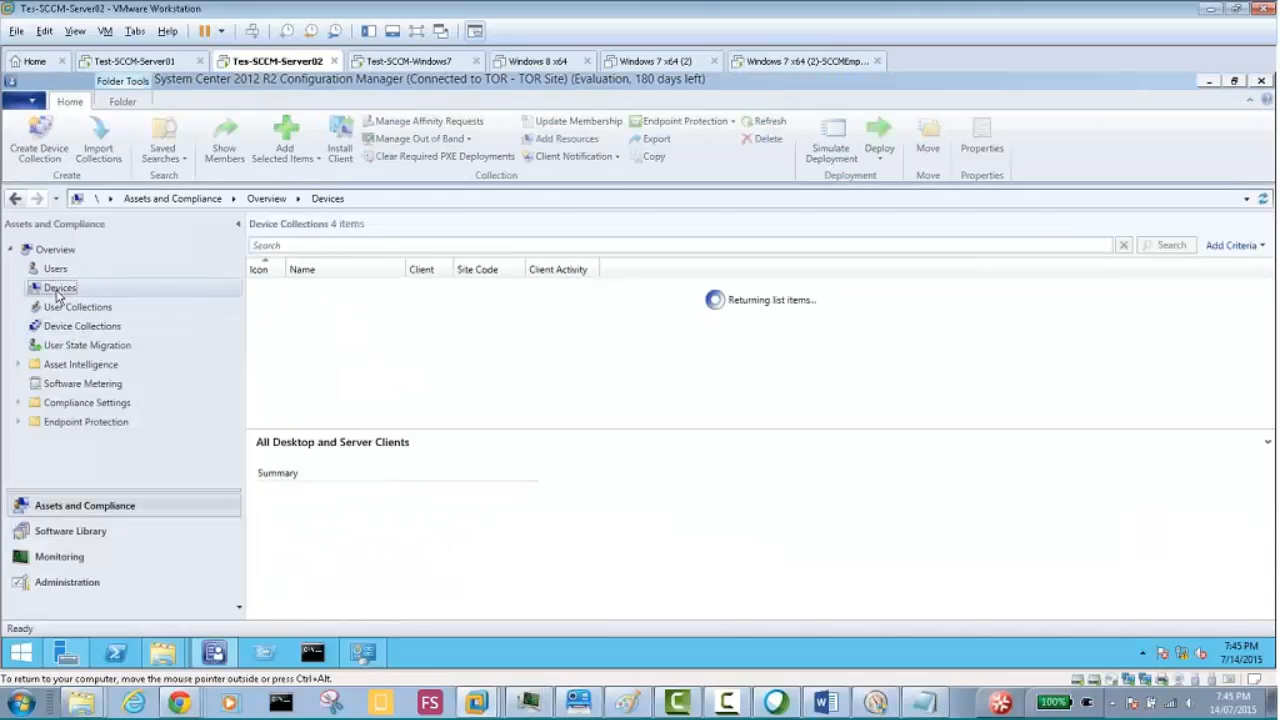 Tes-SCCM-Server02 - VMware Workstation
File Edit View VM Tabs Help
Home Test-SCCM-Server01 Tes-SCCM-Server02 Test-SCCM-Windows7 Windows 8 x64 Windows 7 x64 (2) Windows 7 x64 (2)-SCCMEmp...
Folder Tools System Center 2012 R2 Configuration Manager (Connected to TOR - TOR Site) (Evaluation, 180 days left)
Home Folder
Create Device Collection
Import Collections
Create
Saved Searches
Search
Show Members
Add Selected Items
Install Client
Manage Affinity Requests
Manage Out of Band
Clear Required PXE Deployments
Update Membership
Add Resources
Client Notification
Endpoint Protection
Export
Copy
Refresh
Delete
Collection
Simulate Deployment
Deploy
Deployment
Move
Move
Properties
Properties
\ Assets and Compliance Overview Devices
Assets and Compliance
Overview
Users
Devices
User Collections
Device Collections
User State Migration
Asset Intelligence
Software Metering
Compliance Settings
Endpoint Protection
Assets and Compliance
Software Library
Monitoring
Administration
Device Collections 4 items
Search Search Add Criteria
Icon Name Client Site Code Client Activity
Returning list items...
All Desktop and Server Clients
Summary
Ready
7:45 PM
7/14/2015
To return to your computer, move the mouse pointer outside or press Ctrl+Alt.
FS
100%
7:45 PM
14/07/2015